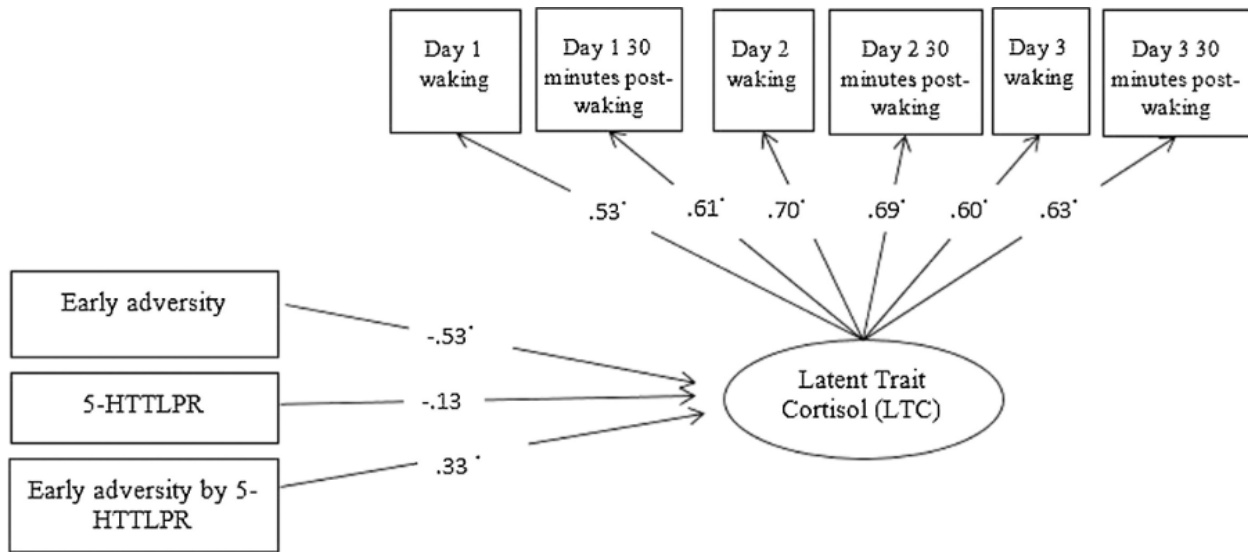 Day 1
waking
Day 1 30
minutes post-
waking
Day 2
waking
Day 2 30
minutes post-
waking
Day 3
waking
Day 3 30
minutes post-
waking
.53*
.61*
.70*
.69*
.60*
.63*
Early adversity
-.53*
5-HTTLPR
-.13
Early adversity by 5-
HTTLPR
.33 *
Latent Trait
Cortisol (LTC)